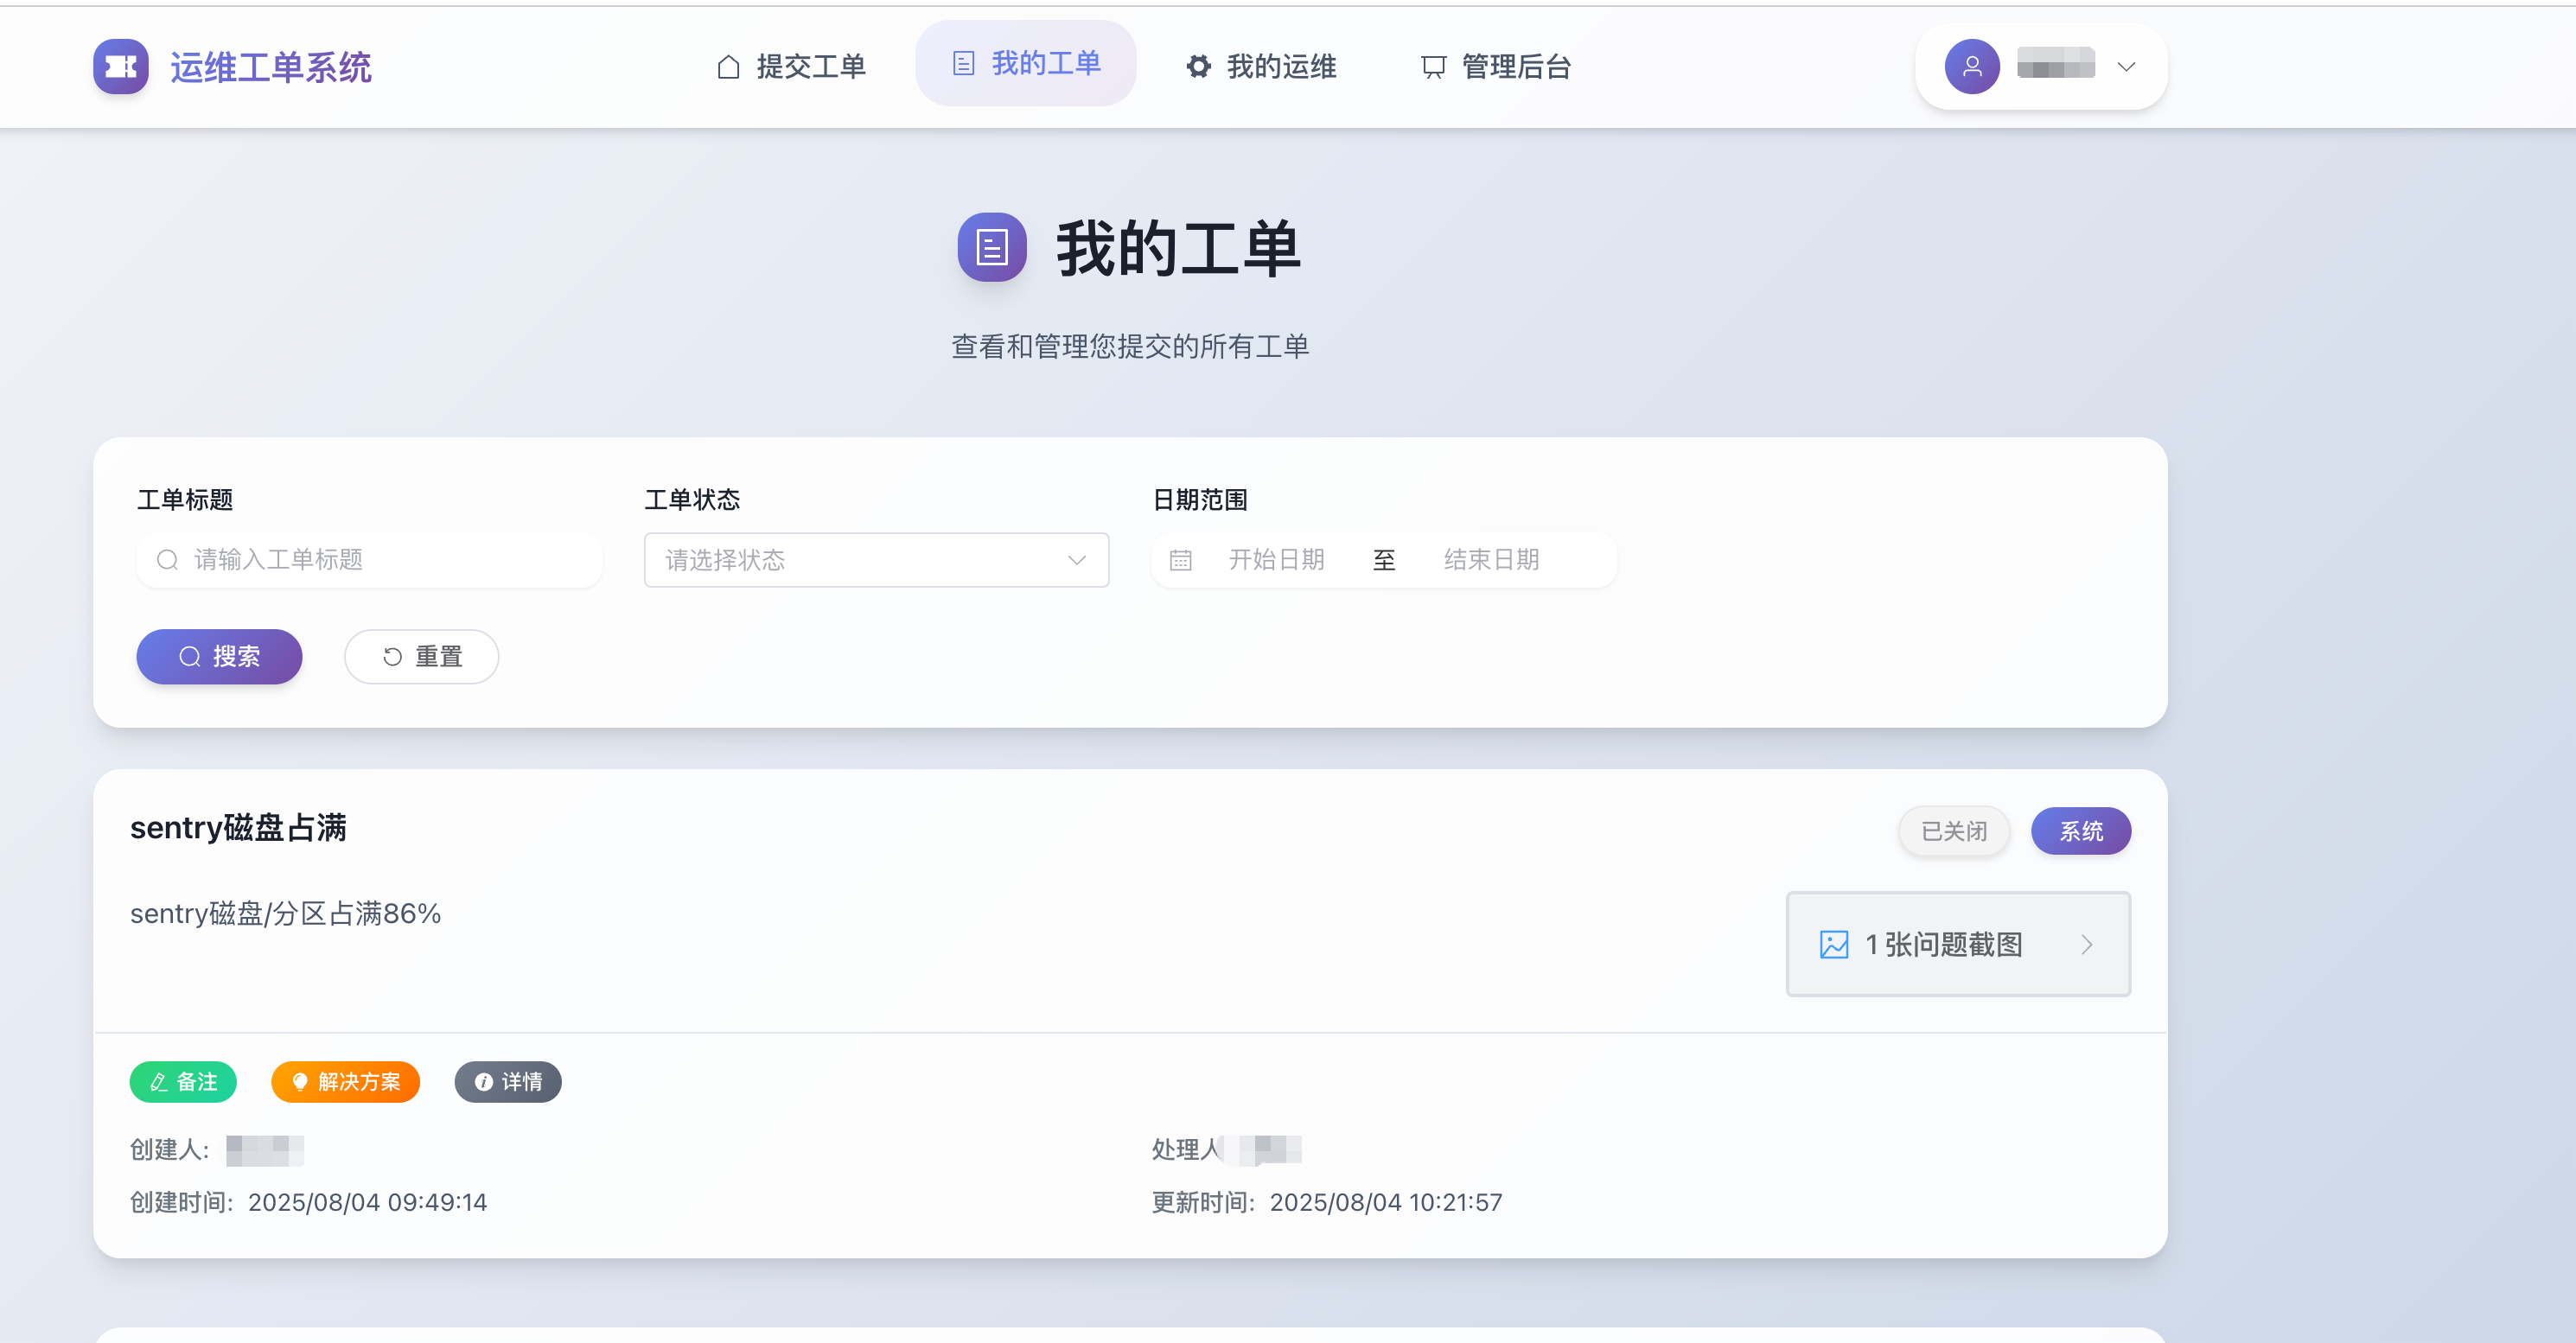 运维工单系统
提交工单
我的工单
我的运维
管理后台
我的工单
查看和管理您提交的所有工单
工单标题
工单状态
日期范围
请输入工单标题
请选择状态
开始日期 至 结束日期
搜索
重置
sentry磁盘占满
已关闭
系统
sentry磁盘/分区占满86%
1 张问题截图
备注
解决方案
详情
创建人:
处理人
创建时间: 2025/08/04 09:49:14
更新时间: 2025/08/04 10:21:57